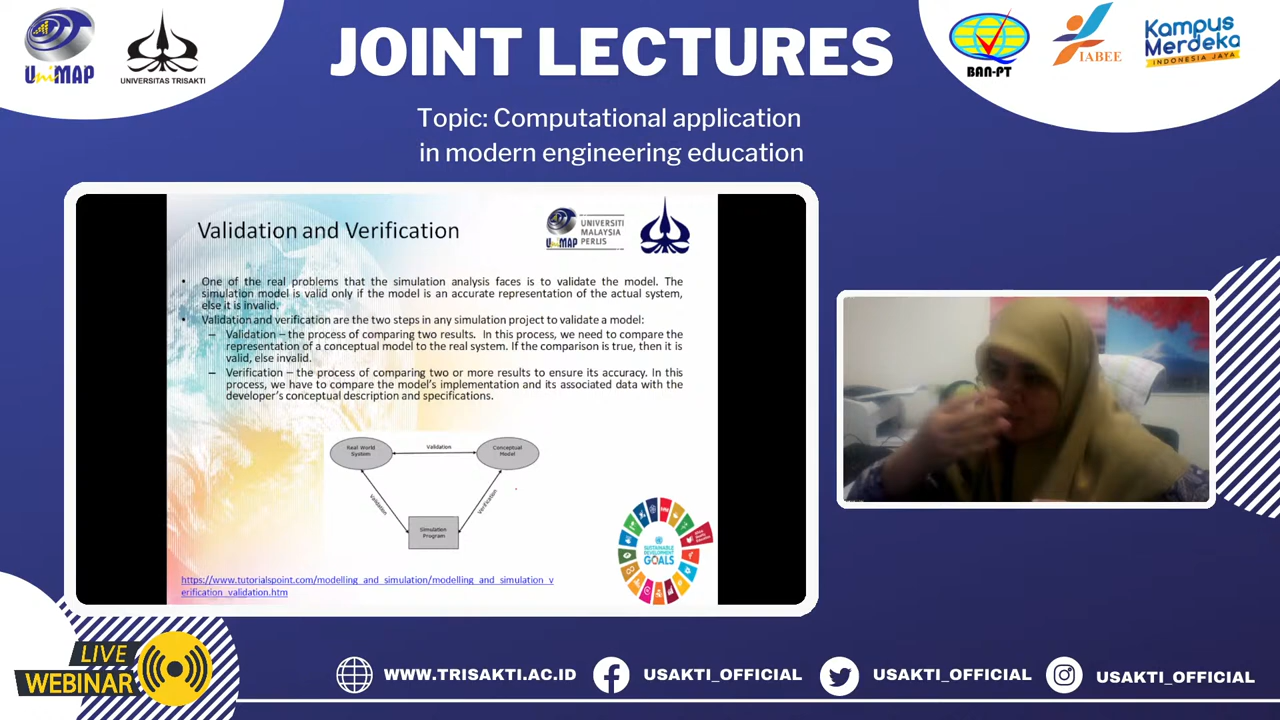 UniMAP
UNIVERSITAS TRISAKTI
JOINT LECTURES
BAN-PT
IABEE
Kampus
Merdeka
INDONESIA JAYA
Topic: Computational application
in modern engineering education
Validation and Verification
UniMAP
UNIVERSITI
MALAYSIA
PERLIS
• One of the real problems that the simulation analysis faces is to validate the model. The
simulation model is valid only if the model is an accurate representation of the actual system,
else it is invalid.
• Validation and verification are the two steps in any simulation project to validate a model:
– Validation – the process of comparing two results. In this process, we need to compare the
representation of a conceptual model to the real system. If the comparison is true, then it is
valid, else invalid.
– Verification – the process of comparing two or more results to ensure its accuracy. In this
process, we have to compare the model's implementation and its associated data with the
developer's conceptual description and specifications.
Real World
System
Validation
Conceptual
Model
Validation
Verification
Simulation
Program
SUSTAINABLE
DEVELOPMENT
GOALS
https://www.tutorialspoint.com/modelling_and_simulation/modelling_and_simulation_v
erification_validation.htm
LIVE
WEBINAR
WWW.TRISAKTI.AC.ID
USAKTI_OFFICIAL
USAKTI_OFFICIAL
USAKTI_OFFICIAL